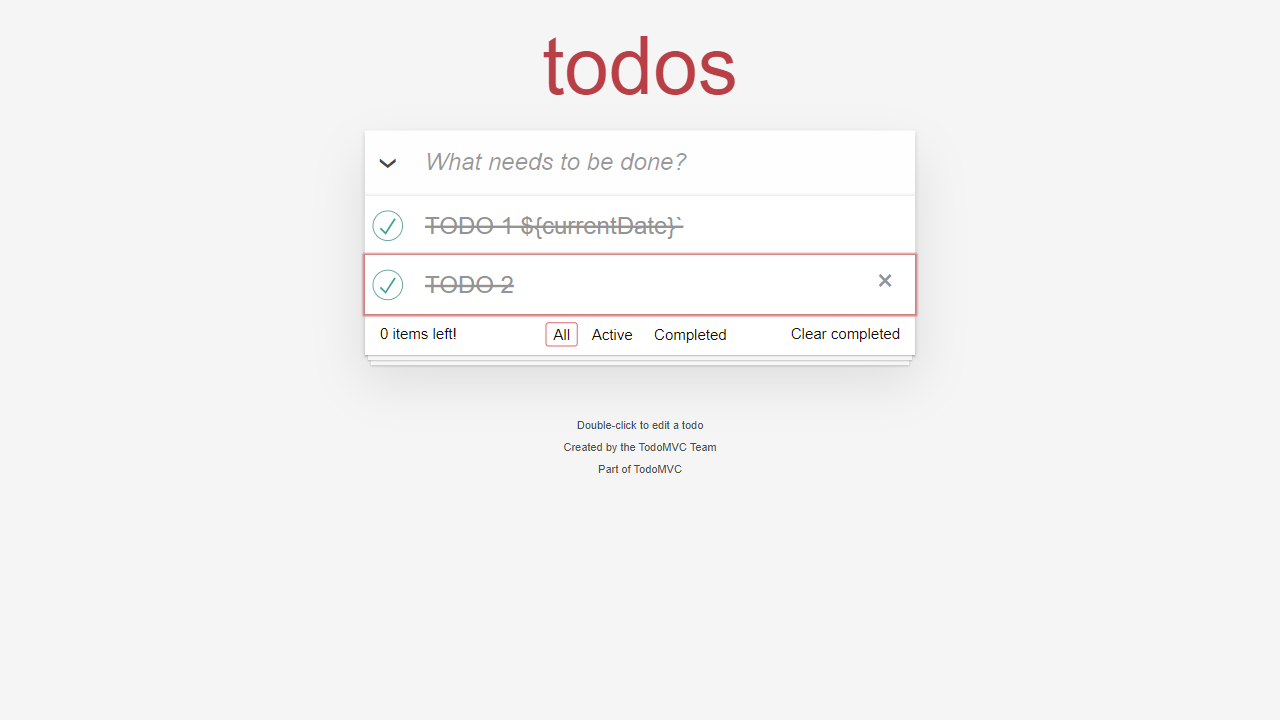 todos
What needs to be done?
TODO 1 ${currentDate}`
TODO 2 ×
0 items left! All Active Completed Clear completed
Double-click to edit a todo
Created by the TodoMVC Team
Part of TodoMVC